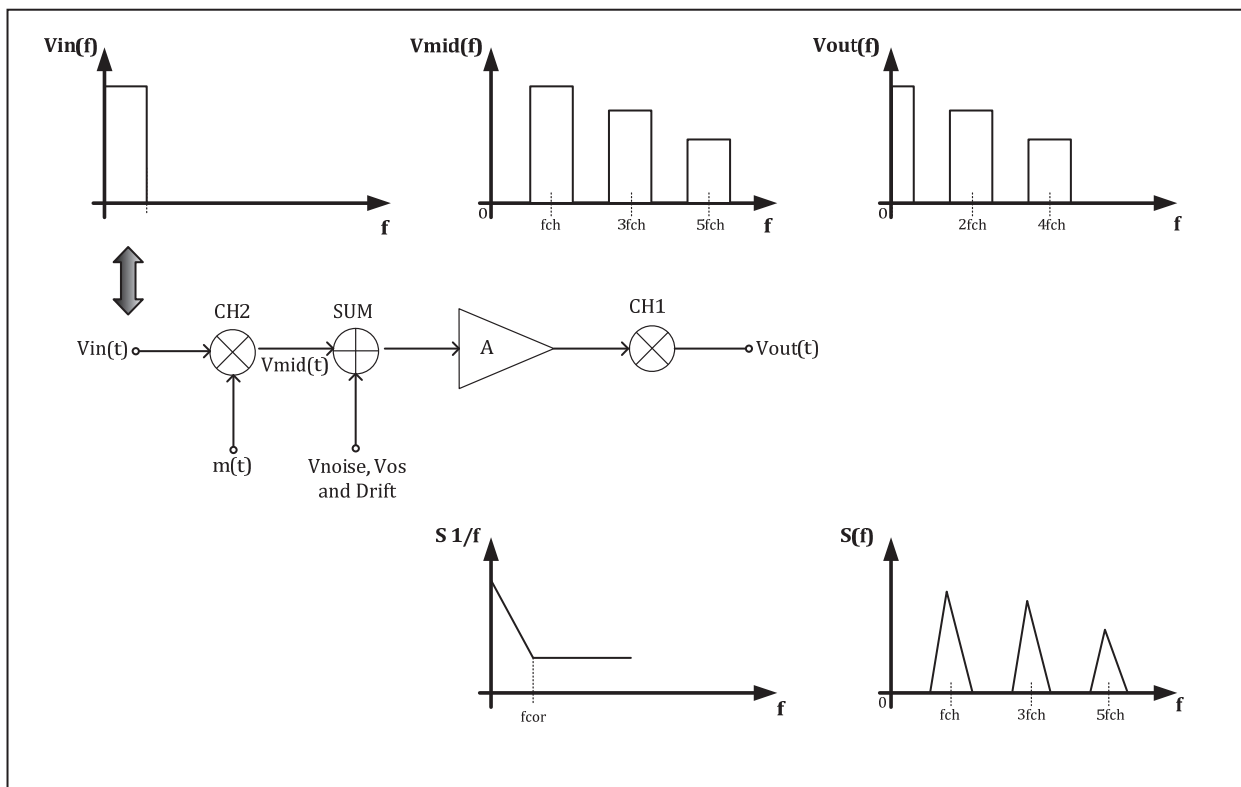 Vin(f)
f
Vmid(f)
0
fch
3fch
5fch
f
Vout(f)
0
2fch
4fch
f
CH2
SUM
CH1
Vin(t)
Vmid(t)
A
Vout(t)
m(t)
Vnoise, Vos
and Drift
S 1/f
fcor
f
S(f)
0
fch
3fch
5fch
f